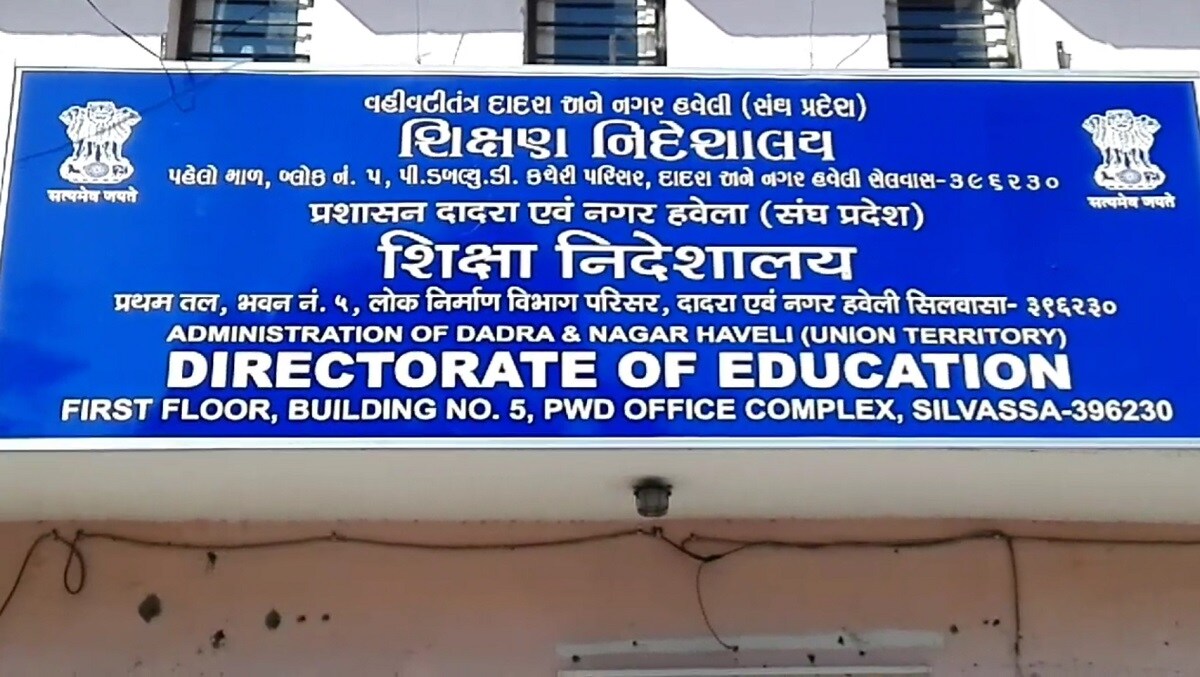 વહીવટીતંત્ર દાદરા અને નગર હવેલી (સંઘ પ્રદેશ)
શિક્ષણ નિદેશાલય
પહેલો માળ, બ્લોક નં. ૫, પી.ડબલ્યુ.ડી. કચેરી પરિસર, દાદરા અને નગર હવેલી સેલવાસ-૩૯૬૨૩૦
सत्यमेव जयते
सत्यमेव जयते
प्रशासन दादरा एवं नगर हवेला (संघ प्रदेश)
शिक्षा निदेशालय
प्रथम तल, भवन नं. ५, लोक निर्माण विभाग परिसर, दादरा एवं नगर हवेली सिलवासा- ३९६२३०
ADMINISTRATION OF DADRA & NAGAR HAVELI (UNION TERRITORY)
DIRECTORATE OF EDUCATION
FIRST FLOOR, BUILDING NO. 5, PWD OFFICE COMPLEX, SILVASSA-396230